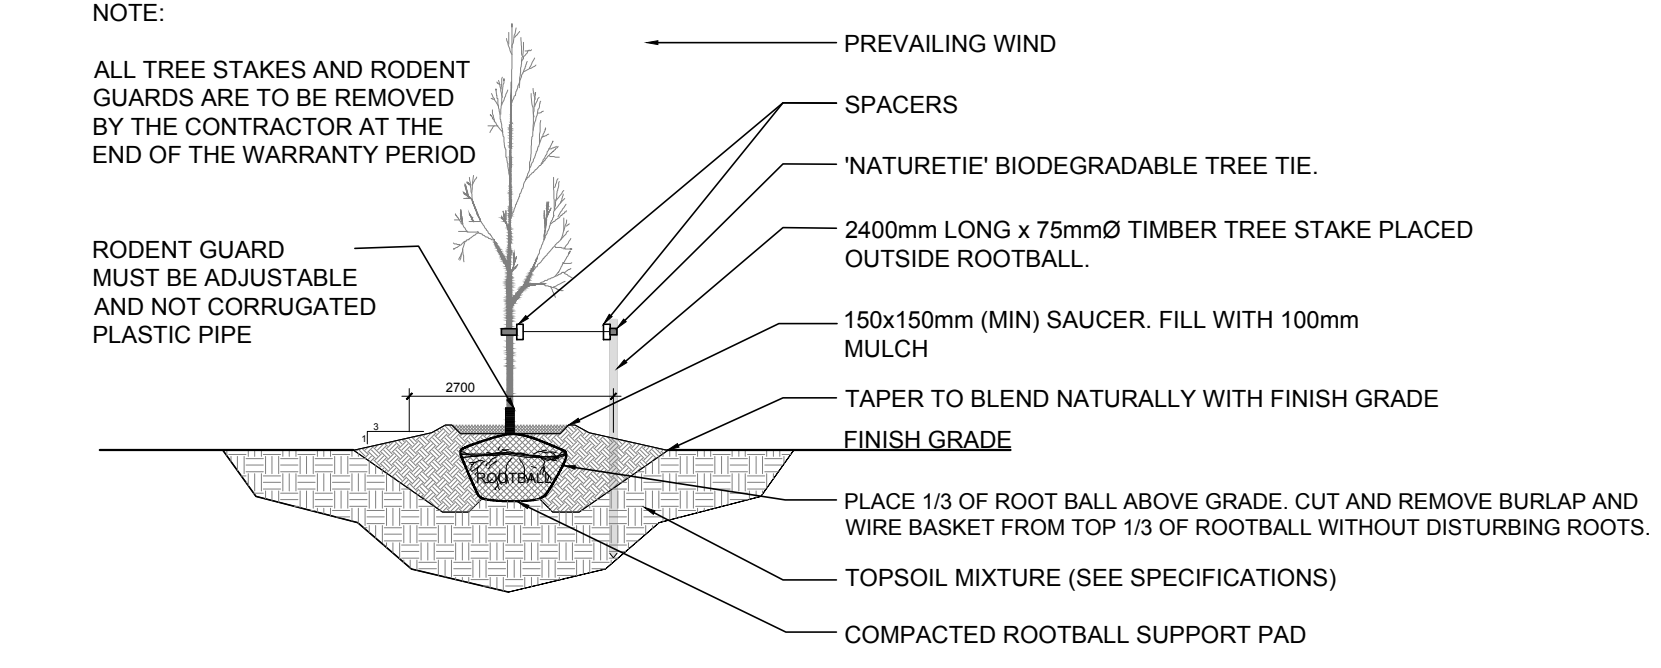 NOTE:
ALL TREE STAKES AND RODENT
GUARDS ARE TO BE REMOVED
BY THE CONTRACTOR AT THE
END OF THE WARRANTY PERIOD
RODENT GUARD
MUST BE ADJUSTABLE
AND NOT CORRUGATED
PLASTIC PIPE
PREVAILING WIND
SPACERS
'NATURETIE' BIODEGRADABLE TREE TIE.
2400mm LONG x 75mmØ TIMBER TREE STAKE PLACED
OUTSIDE ROOTBALL.
150x150mm (MIN) SAUCER. FILL WITH 100mm
MULCH
2700
3
1
TAPER TO BLEND NATURALLY WITH FINISH GRADE
FINISH GRADE
ROOTBALL
PLACE 1/3 OF ROOT BALL ABOVE GRADE. CUT AND REMOVE BURLAP AND
WIRE BASKET FROM TOP 1/3 OF ROOTBALL WITHOUT DISTURBING ROOTS.
TOPSOIL MIXTURE (SEE SPECIFICATIONS)
COMPACTED ROOTBALL SUPPORT PAD